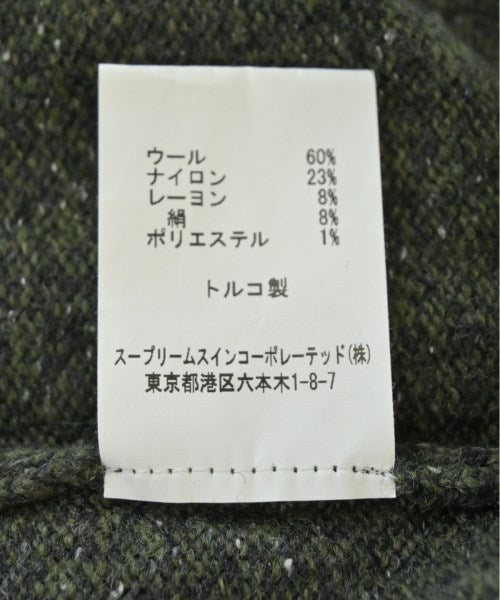 ウール 60%
ナイロン 23%
レーヨン 8%
絹 8%
ポリエステル 1%
トルコ製
スープリームスインコーポレーテッド(株)
東京都港区六本木1-8-7